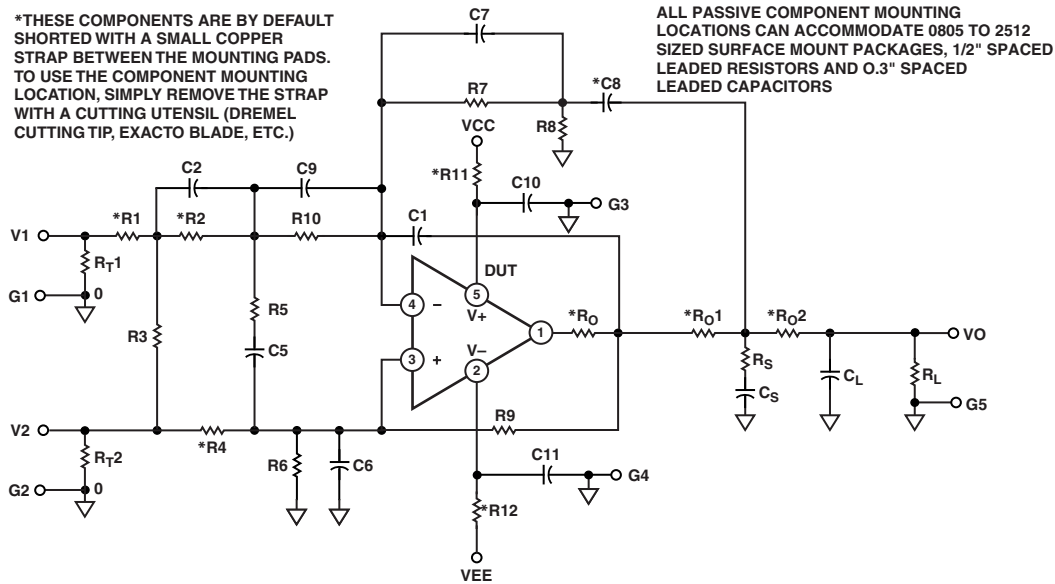 *THESE COMPONENTS ARE BY DEFAULT
SHORTED WITH A SMALL COPPER
STRAP BETWEEN THE MOUNTING PADS.
TO USE THE COMPONENT MOUNTING
LOCATION, SIMPLY REMOVE THE STRAP
WITH A CUTTING UTENSIL (DREMEL
CUTTING TIP, EXACTO BLADE, ETC.)
ALL PASSIVE COMPONENT MOUNTING
LOCATIONS CAN ACCOMMODATE 0805 TO 2512
SIZED SURFACE MOUNT PACKAGES, 1/2" SPACED
LEADED RESISTORS AND O.3" SPACED
LEADED CAPACITORS
C7
R7
*C8
R8
VCC
*R11
C10
G3
C2
C9
*R1
*R2
R10
C1
V1
RT1
G1
0
R3
R5
C5
DUT
5
V+
4
–
3
+
V–
2
1
*RO
*RO1
*RO2
VO
RS
CS
CL
RL
G5
V2
*R4
R9
RT2
G2
0
R6
C6
C11
G4
*R12
VEE